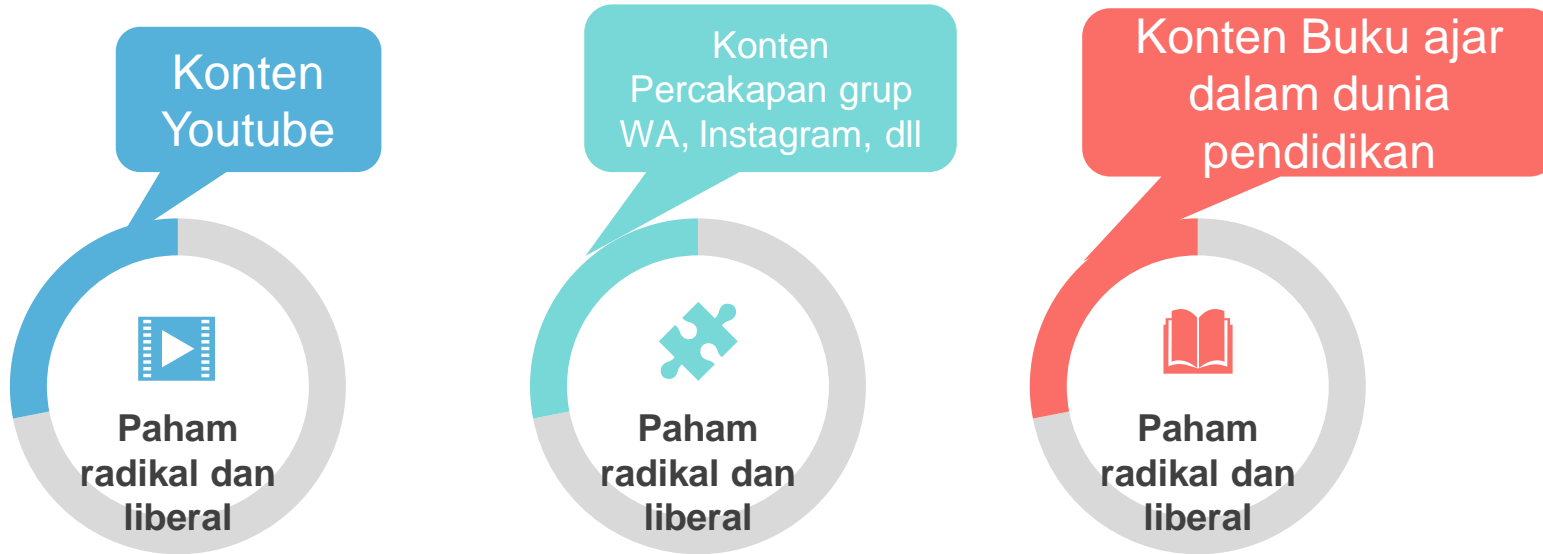 Konten
Youtube
Konten
Percakapan grup
WA, Instagram, dll
Konten Buku ajar
dalam dunia
pendidikan
Paham
radikal dan
liberal
Paham
radikal dan
liberal
Paham
radikal dan
liberal